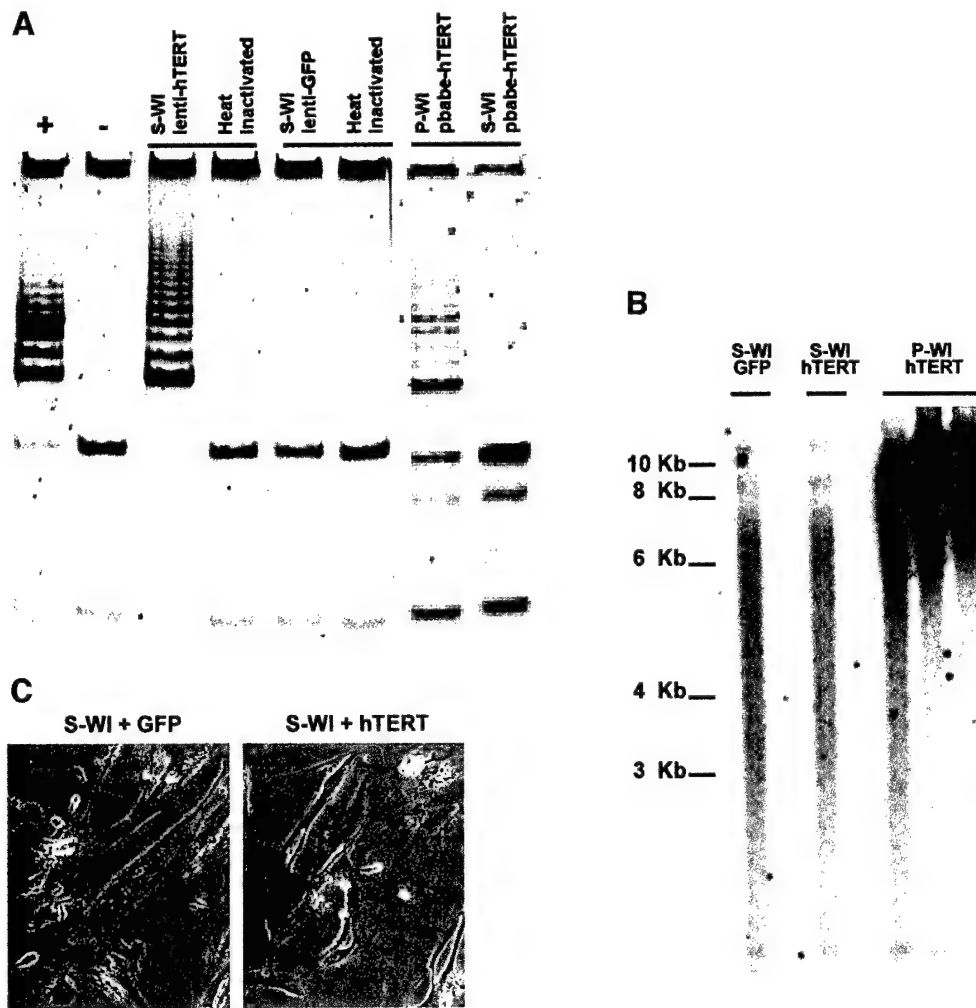 A
+
-
S-WI
lenti-hTERT
Heat
inactivated
S-WI
lenti-GFP
Heat
inactivated
P-WI
pbabe-hTERT
S-WI
pbabe-hTERT
B
S-WI
GFP
S-WI
hTERT
P-WI
hTERT
10 Kb
8 Kb
6 Kb
4 Kb
3 Kb
C
S-WI + GFP
S-WI + hTERT